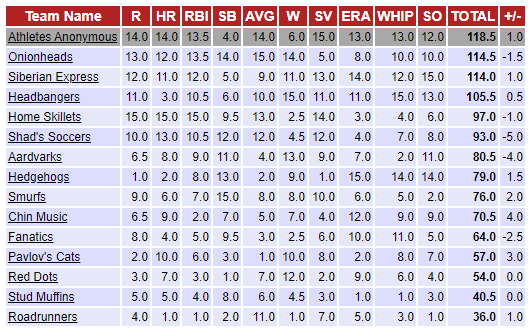 Team Name R HR RBI SB AVG W SV ERA WHIP SO TOTAL +/-
Athletes Anonymous 14.0 14.0 13.5 4.0 14.0 6.0 15.0 13.0 13.0 12.0 118.5 1.0
Onionheads 13.0 12.0 13.5 14.0 15.0 14.0 5.0 8.0 10.0 10.0 114.5 -1.5
Siberian Express 12.0 11.0 12.0 5.0 9.0 11.0 13.0 14.0 12.0 15.0 114.0 1.0
Headbangers 11.0 3.0 10.5 6.0 10.0 15.0 11.0 11.0 15.0 13.0 105.5 0.5
Home Skillets 15.0 15.0 15.0 9.5 13.0 2.5 14.0 3.0 4.0 6.0 97.0 -1.0
Shad's Soccers 10.0 13.0 10.5 12.0 12.0 4.5 12.0 4.0 7.0 8.0 93.0 -5.0
Aardvarks 6.5 8.0 9.0 11.0 4.0 13.0 9.0 7.0 2.0 11.0 80.5 -4.0
Hedgehogs 1.0 2.0 8.0 13.0 2.0 9.0 1.0 15.0 14.0 14.0 79.0 1.5
Smurfs 9.0 6.0 7.0 15.0 8.0 8.0 10.0 6.0 5.0 2.0 76.0 2.0
Chin Music 6.5 9.0 2.0 7.0 5.0 7.0 4.0 12.0 9.0 9.0 70.5 4.0
Fanatics 8.0 4.0 5.0 9.5 3.0 2.5 6.0 10.0 11.0 5.0 64.0 -2.5
Pavlov's Cats 2.0 10.0 6.0 3.0 1.0 10.0 8.0 2.0 8.0 7.0 57.0 3.0
Red Dots 3.0 7.0 3.0 1.0 7.0 12.0 2.0 9.0 6.0 4.0 54.0 0.0
Stud Muffins 5.0 5.0 4.0 8.0 6.0 4.5 3.0 1.0 1.0 3.0 40.5 0.0
Roadrunners 4.0 1.0 1.0 2.0 11.0 1.0 7.0 5.0 3.0 1.0 36.0 1.0